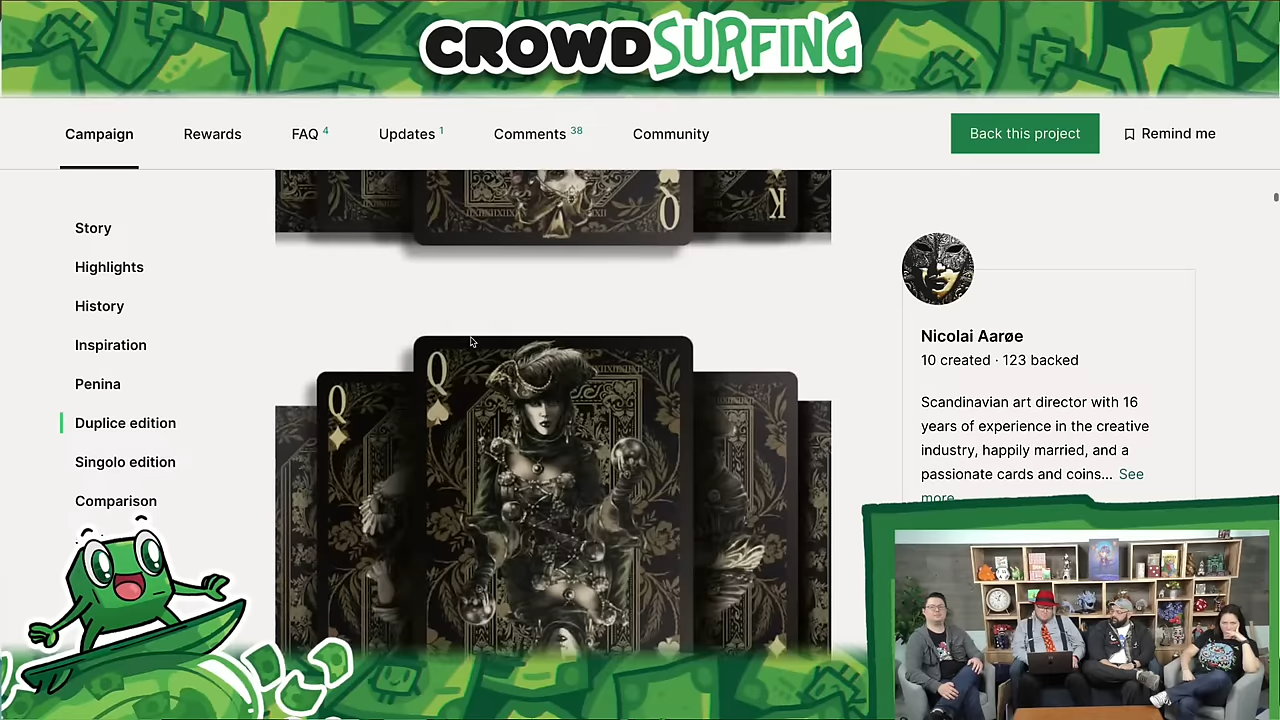 CROWDSURFING
Campaign
Rewards
FAQ 4
Updates 1
Comments 38
Community
Back this project
Remind me
Story
Highlights
History
Inspiration
Penina
Duplice edition
Singolo edition
Comparison
Q
K
Q
Q
Nicolai Aarøe
10 created · 123 backed
Scandinavian art director with 16
years of experience in the creative
industry, happily married, and a
passionate cards and coins... See
more